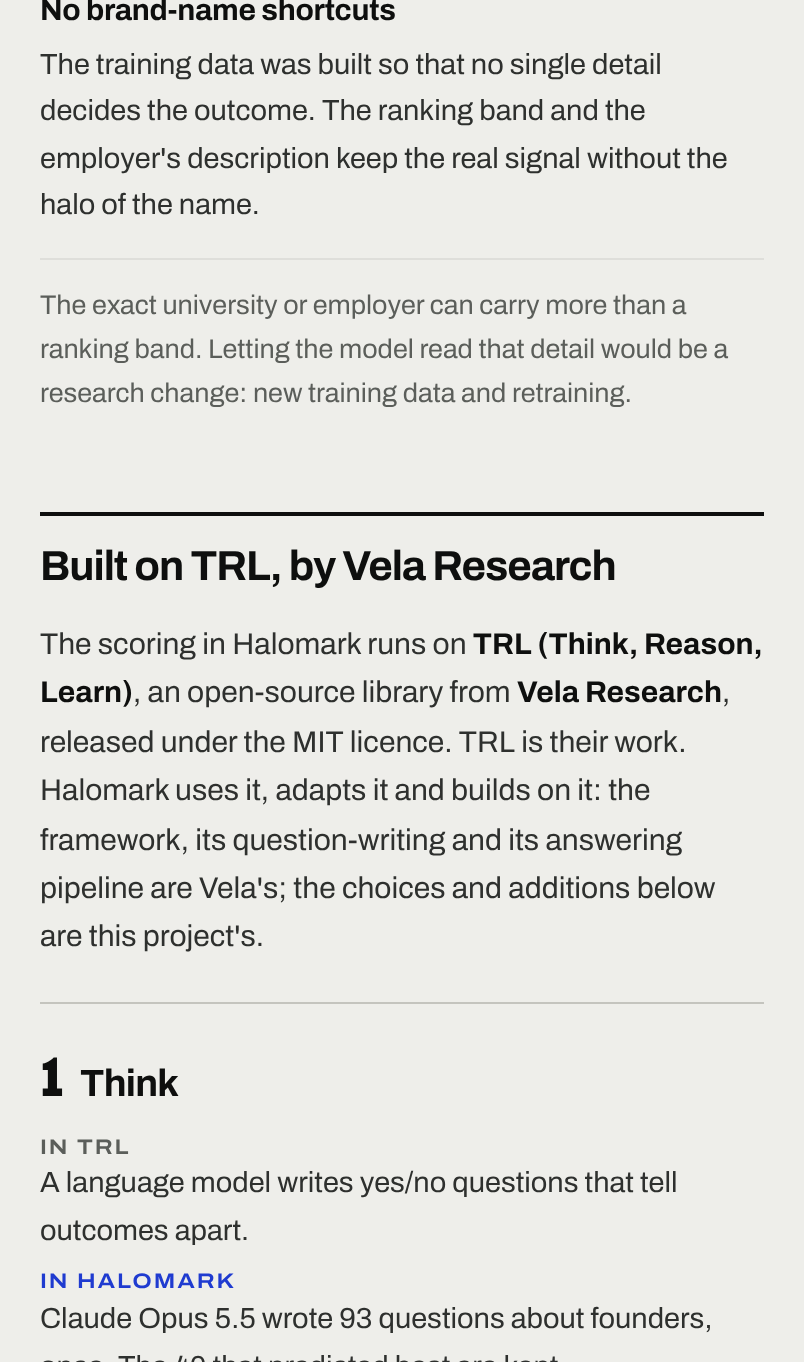 No brand-name shortcuts
The training data was built so that no single detail
decides the outcome. The ranking band and the
employer's description keep the real signal without the
halo of the name.
The exact university or employer can carry more than a
ranking band. Letting the model read that detail would be a
research change: new training data and retraining.
Built on TRL, by Vela Research
The scoring in Halomark runs on TRL (Think, Reason,
Learn), an open-source library from Vela Research,
released under the MIT licence. TRL is their work.
Halomark uses it, adapts it and builds on it: the
framework, its question-writing and its answering
pipeline are Vela's; the choices and additions below
are this project's.
1 Think
IN TRL
A language model writes yes/no questions that tell
outcomes apart.
IN HALOMARK
Claude Opus 5.5 wrote 93 questions about founders,
once. The that predicted best are kept